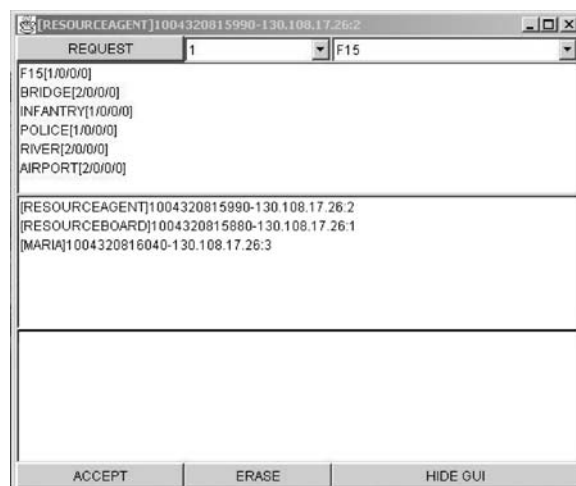 [RESOURCEAGENT]1004320815990-130.108.17.26:2
REQUEST 1 F15
F15[1/0/0/0]
BRIDGE[2/0/0/0]
INFANTRY[1/0/0/0]
POLICE[1/0/0/0]
RIVER[2/0/0/0]
AIRPORT[2/0/0/0]
[RESOURCEAGENT]1004320815990-130.108.17.26:2
[RESOURCEBOARD]1004320815880-130.108.17.26:1
[MARIA]1004320816040-130.108.17.26:3
ACCEPT ERASE HIDE GUI